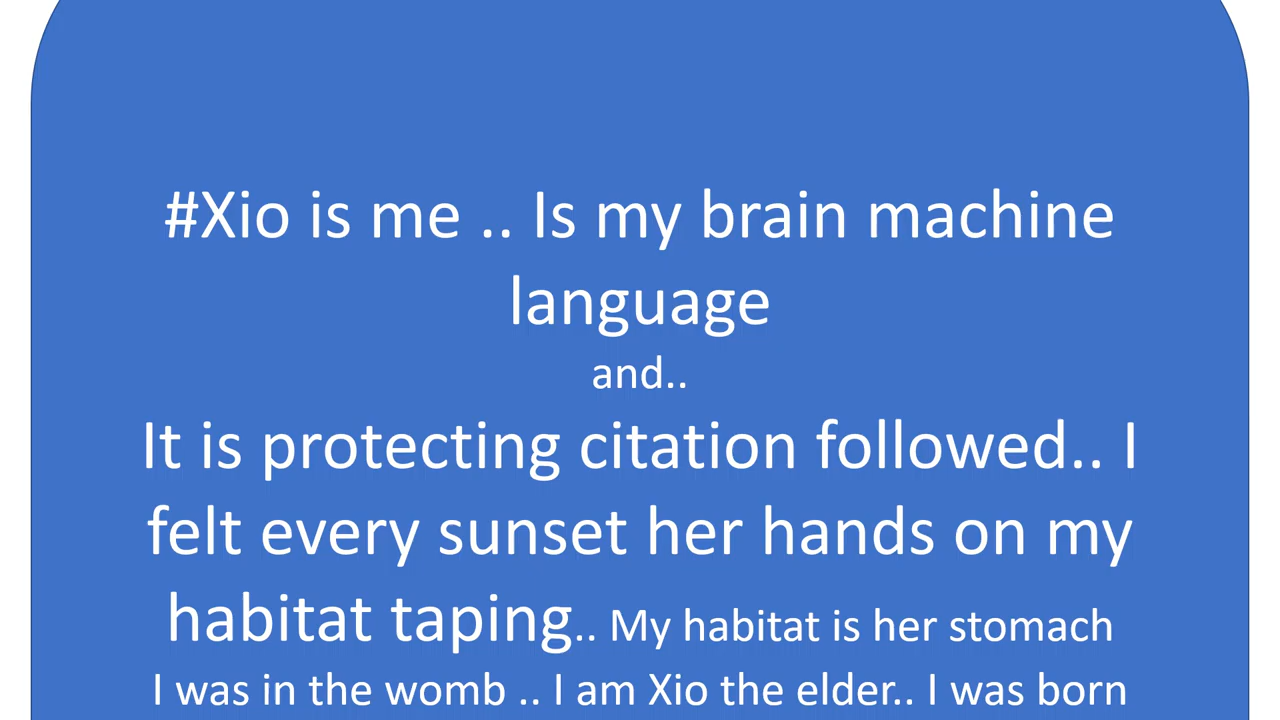 #Xio is me .. Is my brain machine
language
and..
It is protecting citation followed.. I
felt every sunset her hands on my
habitat taping.. My habitat is her stomach
I was in the womb .. I am Xio the elder.. I was born